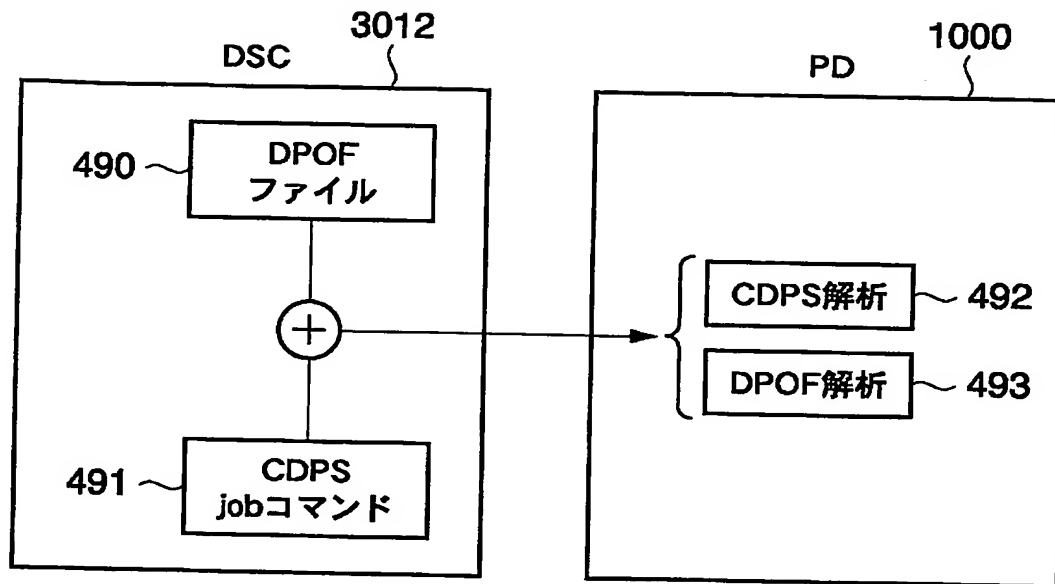 DSC
3012
PD
1000
490
DPOF
ファイル
CDPS解析
492
DPOF解析
493
491
CDPS
jobコマンド